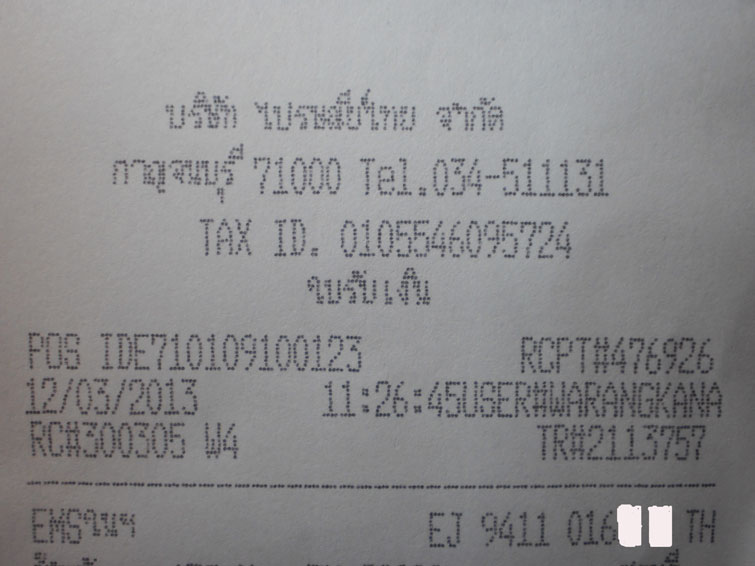 บริษัท ไปรษณีย์ไทย จำกัด
กาญจนบุรี 71000 Tel.034-511131
TAX ID. 0105546095724
ใบรับเงิน
POS IDE710109100123 RCPT#476926
12/03/2013 11:26:45USER#WARANGKANA
RC#300305 W4 TR#2113757
EMSในฯ EJ 9411 016 TH